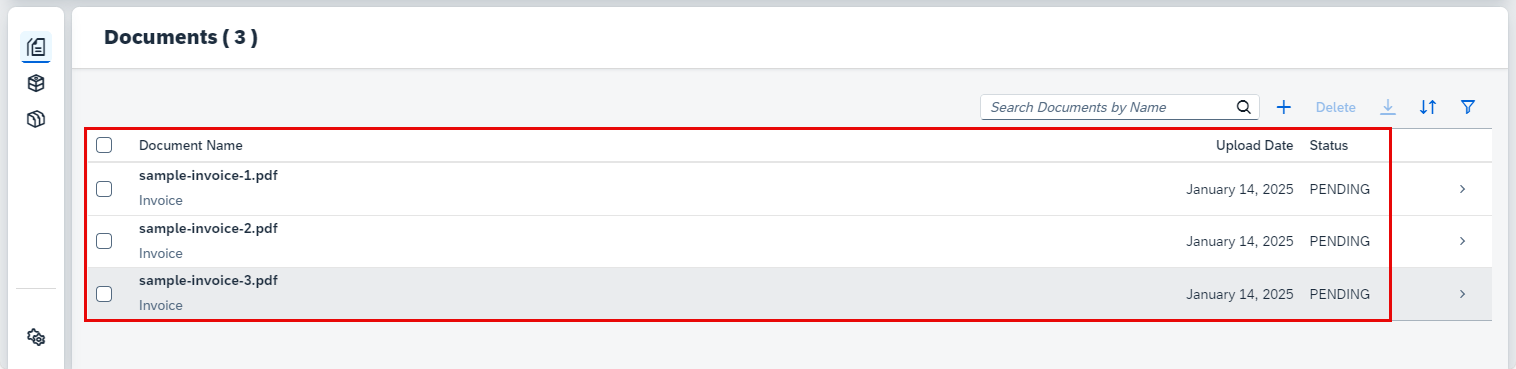 Documents ( 3 )
Search Documents by Name
Delete
Document Name Upload Date Status
sample-invoice-1.pdf
Invoice
January 14, 2025 PENDING
sample-invoice-2.pdf
Invoice
January 14, 2025 PENDING
sample-invoice-3.pdf
Invoice
January 14, 2025 PENDING